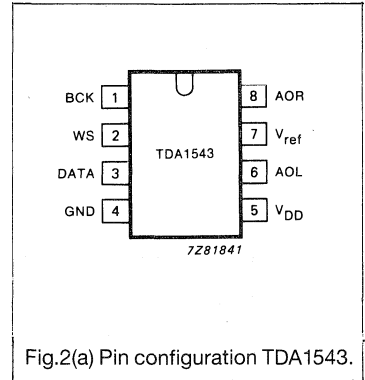 BCK 1 8 AOR
WS 2 7 Vref
TDA1543
DATA 3 6 AOL
GND 4 5 VDD
7Z81841
Fig.2(a) Pin configuration TDA1543.